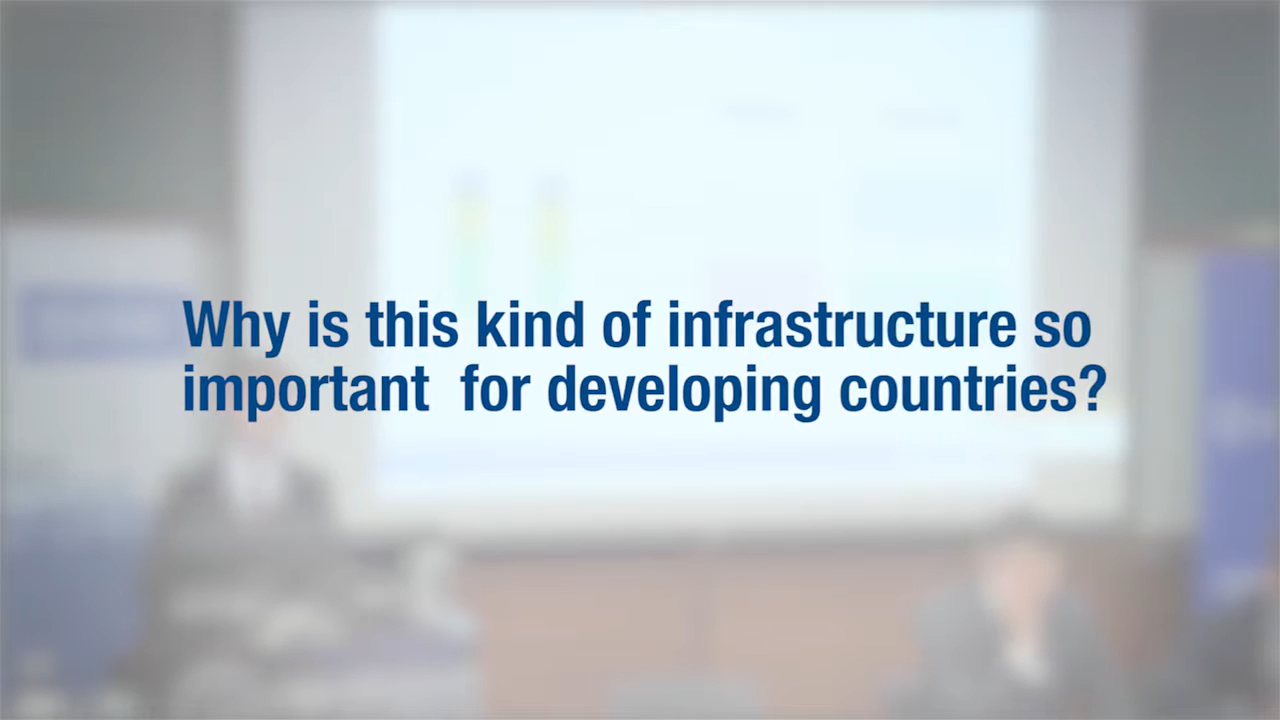 Why is this kind of infrastructure so
important  for developing countries?